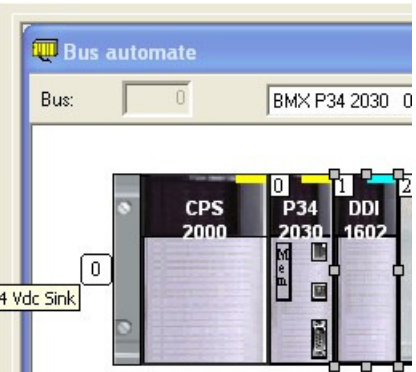 Bus automate
Bus:
0
BMX P34 2030 0
0
1
2
CPS
2000
P34
2030
DDI
1602
Mem
0
4 Vdc Sink